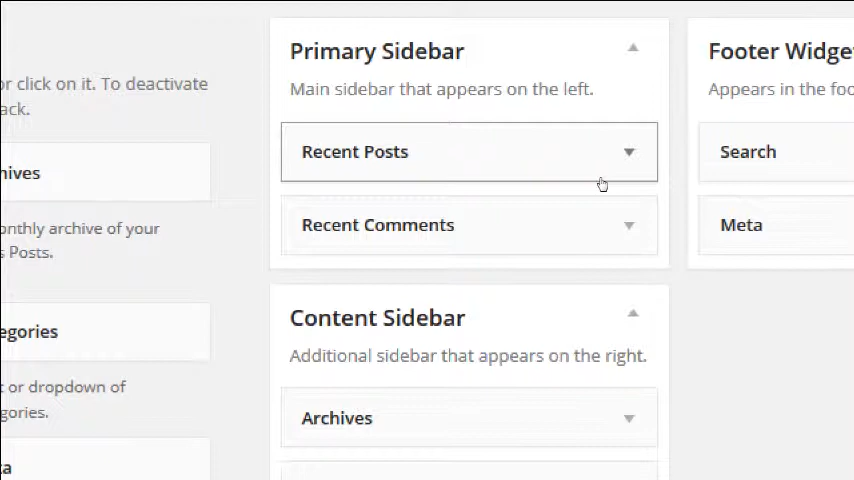 or click on it. To deactivate
ack.
hives
onthly archive of your
s Posts.
egories
t or dropdown of
gories.
ta
Primary Sidebar
Main sidebar that appears on the left.
Recent Posts
Recent Comments
Content Sidebar
Additional sidebar that appears on the right.
Archives
Footer Widge
Appears in the foo
Search
Meta